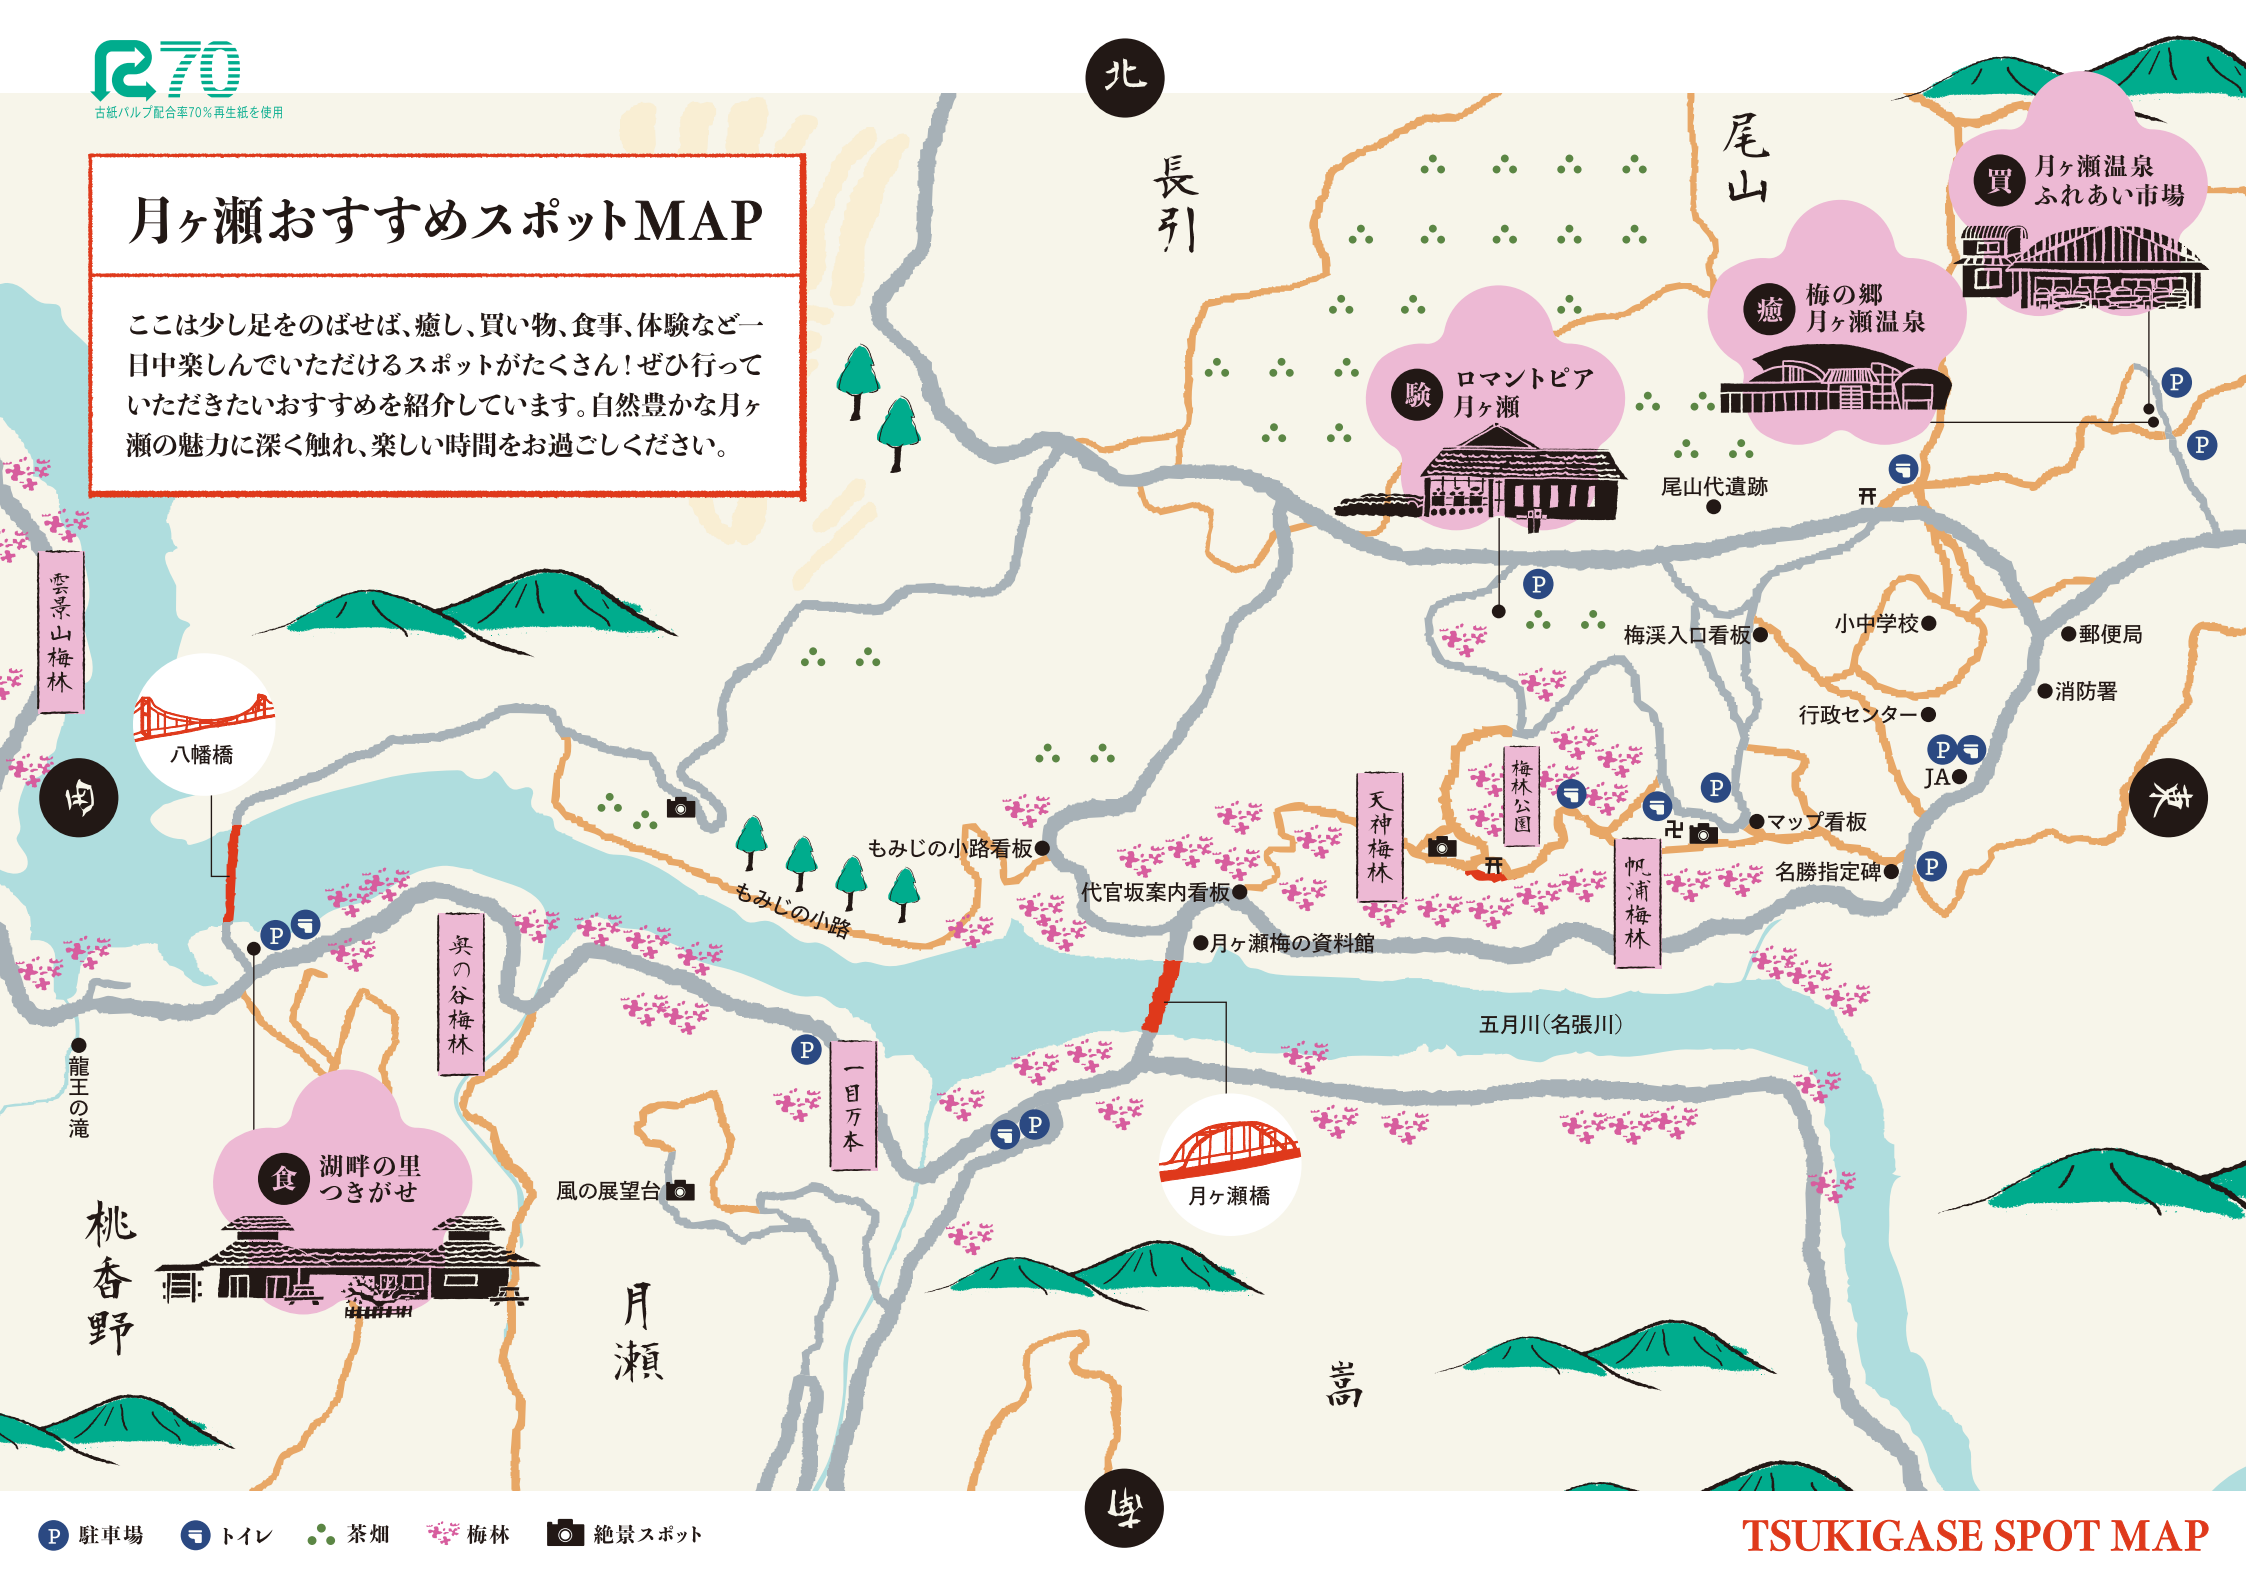 古紙パルプ配合率70%再生紙を使用
月ヶ瀬おすすめスポットMAP
ここは少し足をのばせば、癒し、買い物、食事、体験など一
日中楽しんでいただけるスポットがたくさん！ぜひ行って
いただきたいおすすめを紹介しています。自然豊かな月ヶ
瀬の魅力に深く触れ、楽しい時間をお過ごしください。
北
長引
尾山
買
月ヶ瀬温泉
ふれあい市場
癒
梅の郷
月ヶ瀬温泉
験
ロマントピア
月ヶ瀬
尾山代遺跡
P
P
P
雲景山梅林
八幡橋
西
梅渓入口看板
小中学校
郵便局
消防署
行政センター
P
JA
東
梅林公園
天神梅林
P
マップ看板
帆浦梅林
名勝指定碑
P
もみじの小路看板
もみじの小路
代官坂案内看板
月ヶ瀬梅の資料館
五月川（名張川）
P
奥の谷梅林
龍王の滝
P
一目万本
P
月ヶ瀬橋
風の展望台
食
湖畔の里
つきがせ
桃香野
月瀬
嵩
南
P 駐車場
トイレ
茶畑
梅林
絶景スポット
TSUKIGASE SPOT MAP